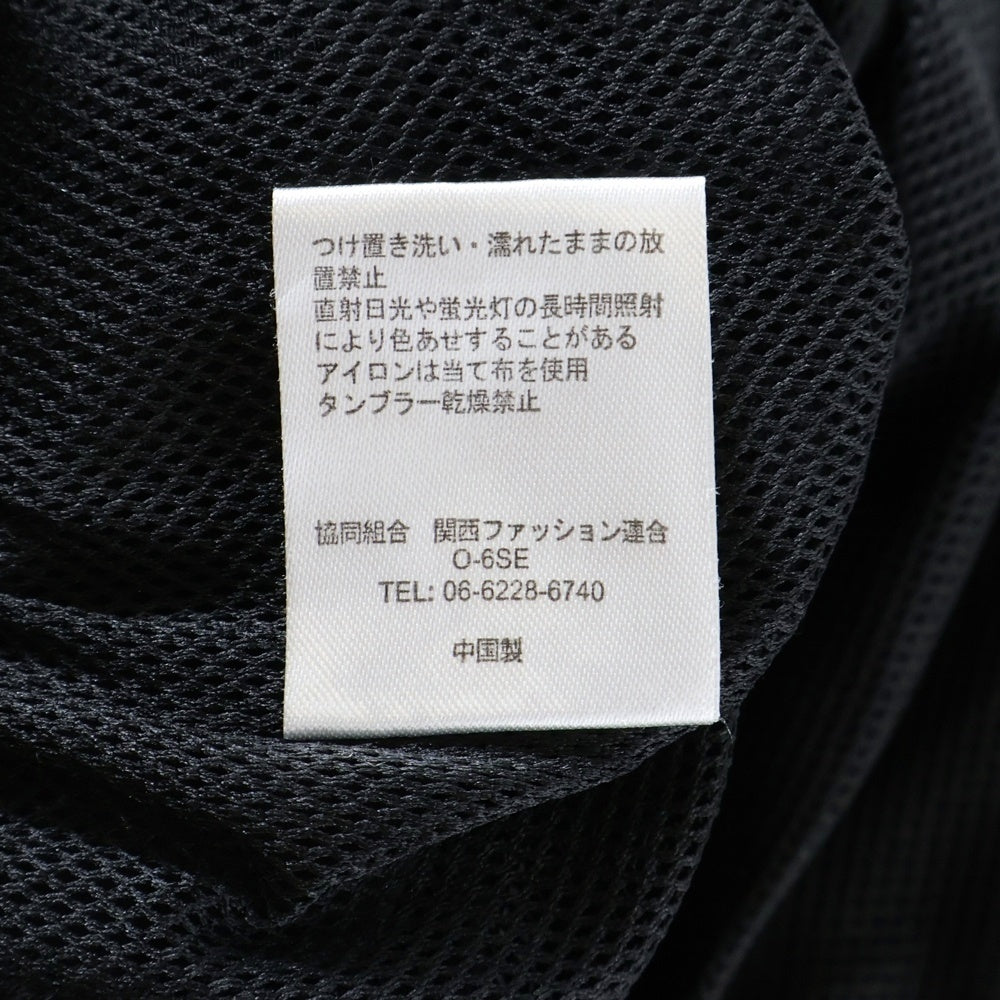 つけ置き洗い・濡れたままの放
置禁止
直射日光や蛍光灯の長時間照射
により色あせすることがある
アイロンは当て布を使用
タンブラー乾燥禁止
協同組合　関西ファッション連合
O-6SE
TEL: 06-6228-6740
中国製